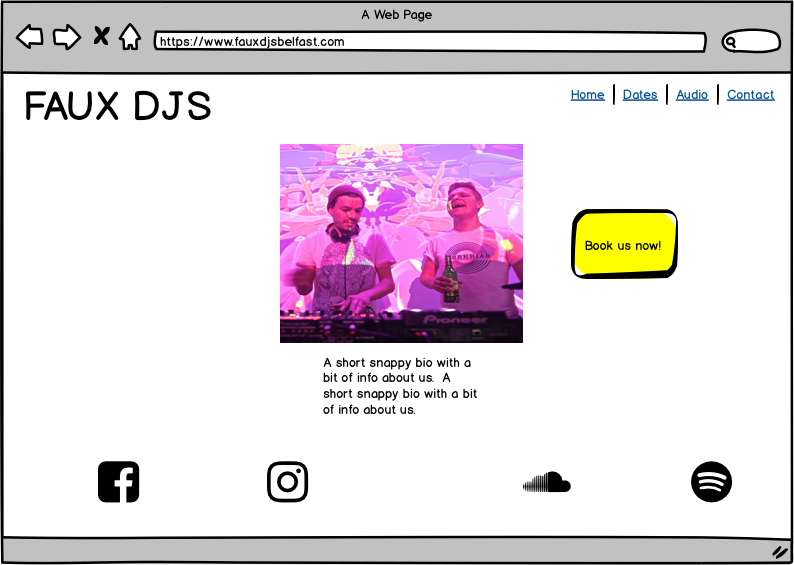 A Web Page
https://www.fauxdjsbelfast.com
FAUX DJS
Home
Dates
Audio
Contact
Book us now!
Pioneer
A short snappy bio with a
bit of info about us. A
short snappy bio with a bit
of info about us.